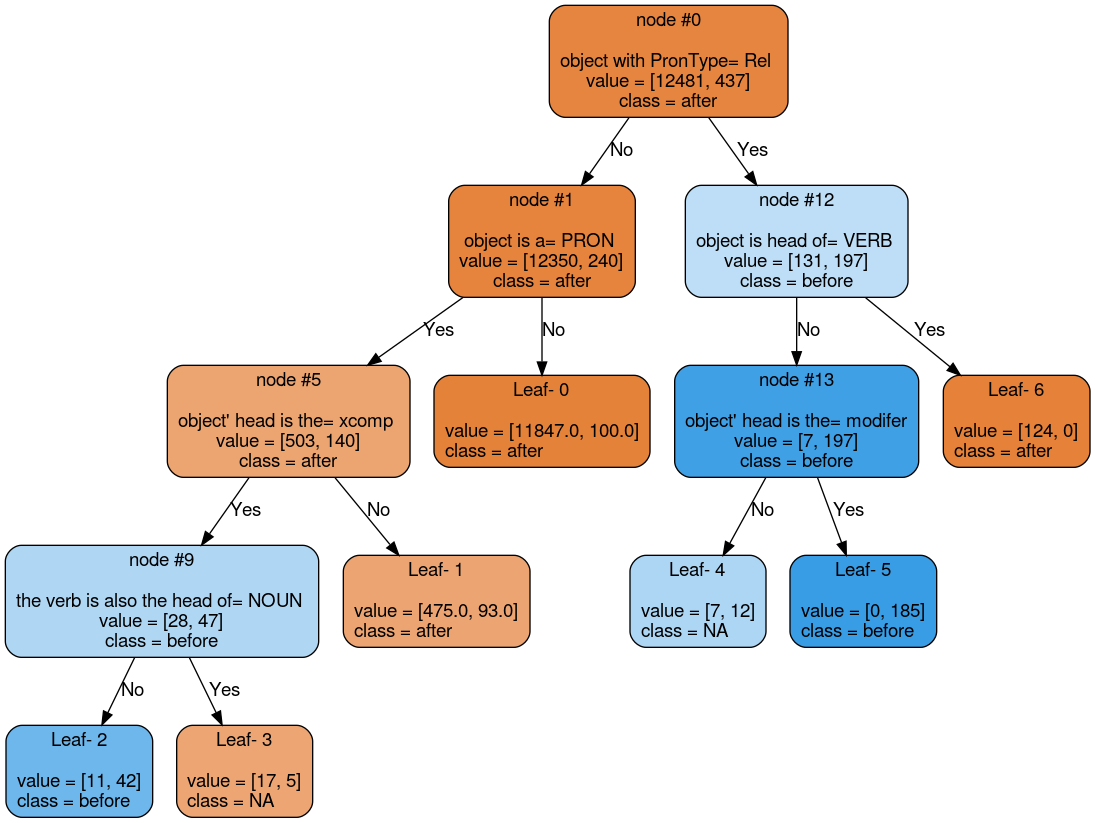 node #0
object with PronType= Rel
value = [12481, 437]
class = after
No
Yes
node #1
object is a= PRON
value = [12350, 240]
class = after
node #12
object is head of= VERB
value = [131, 197]
class = before
Yes
No
No
Yes
node #5
object' head is the= xcomp
value = [503, 140]
class = after
Leaf- 0
value = [11847.0, 100.0]
class = after
node #13
object' head is the= modifer
value = [7, 197]
class = before
Leaf- 6
value = [124, 0]
class = after
Yes
No
No
Yes
node #9
the verb is also the head of= NOUN
value = [28, 47]
class = before
Leaf- 1
value = [475.0, 93.0]
class = after
Leaf- 4
value = [7, 12]
class = NA
Leaf- 5
value = [0, 185]
class = before
No
Yes
Leaf- 2
value = [11, 42]
class = before
Leaf- 3
value = [17, 5]
class = NA